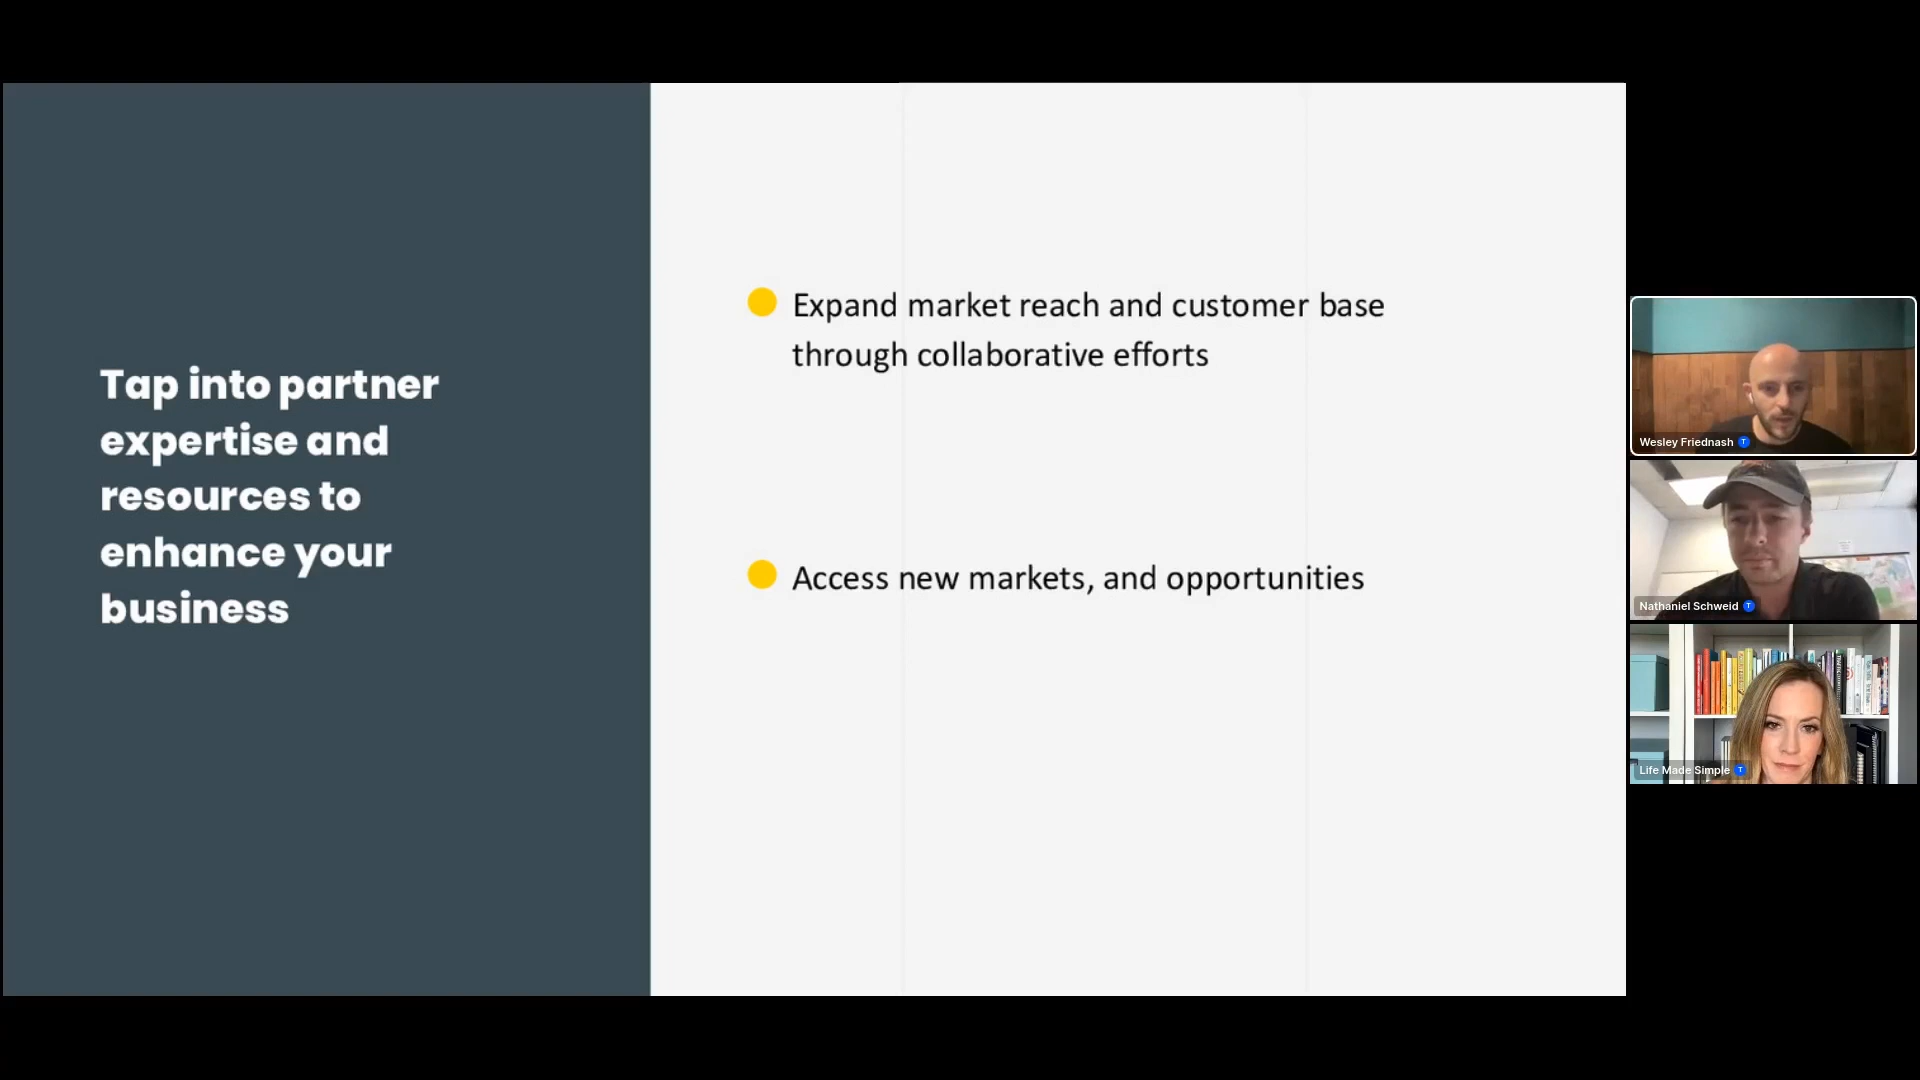 Tap into partner
expertise and
resources to
enhance your
business
Expand market reach and customer base
through collaborative efforts
Access new markets, and opportunities
Wesley Friednash
T
Nathaniel Schweid
T
Life Made Simple
T